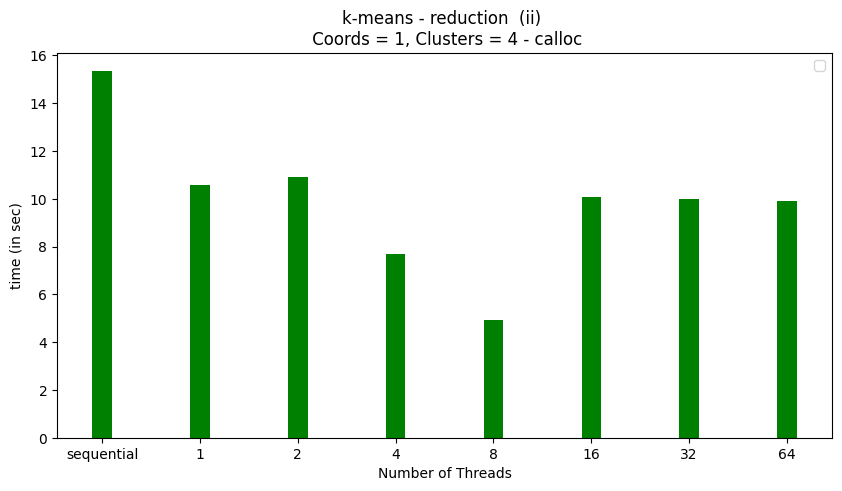 k-means - reduction (ii)
Coords = 1, Clusters = 4 - calloc
16
14
12
10
8
6
4
2
0
time (in sec)
sequential 1 2 4 8 16 32 64
Number of Threads